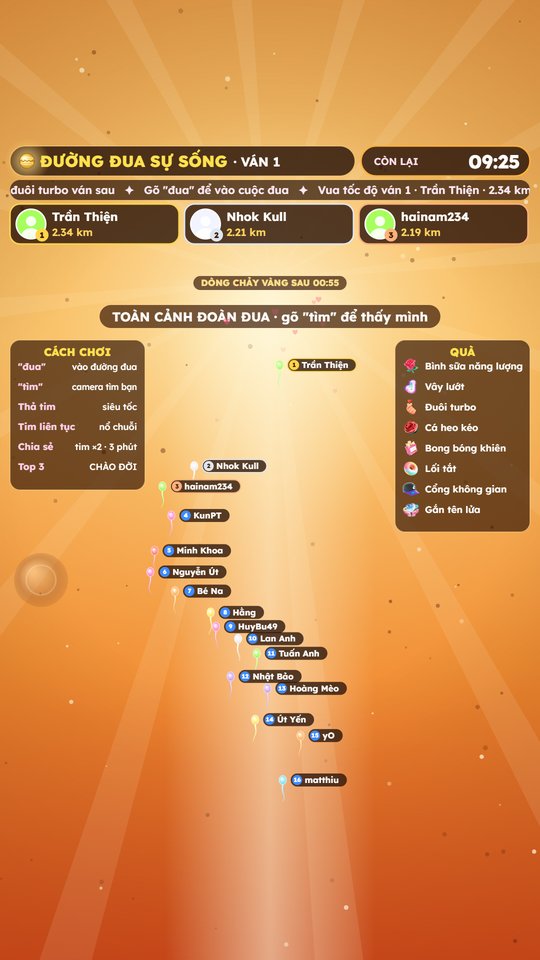 ĐƯỜNG ĐUA SỰ SỐNG · VÁN 1
CÒN LẠI 09:25
đuôi turbo ván sau ✦ Gõ "đua" để vào cuộc đua ✦ Vua tốc độ ván 1 · Trần Thiện · 2.34 km
1 Trần Thiện
2.34 km
2 Nhok Kull
2.21 km
3 hainam234
2.19 km
DÒNG CHẢY VÀNG SAU 00:55
TOÀN CẢNH ĐOÀN ĐUA · gõ "tìm" để thấy mình
CÁCH CHƠI
"đua" vào đường đua
"tìm" camera tìm bạn
Thả tim siêu tốc
Tim liên tục nổ chuỗi
Chia sẻ tim ×2 · 3 phút
Top 3 CHÀO ĐỜI
QUÀ
Bình sữa năng lượng
Vây lướt
Đuôi turbo
Cá heo kéo
Bong bóng khiên
Lối tắt
Cổng không gian
Gắn tên lửa
1 Trần Thiện
2 Nhok Kull
3 hainam234
4 KunPT
5 Minh Khoa
6 Nguyễn Út
7 Bé Na
8 Hằng
9 HuyBu49
10 Lan Anh
11 Tuấn Anh
12 Nhật Bảo
13 Hoàng Mèo
14 Út Yến
15 yO
16 matthiu